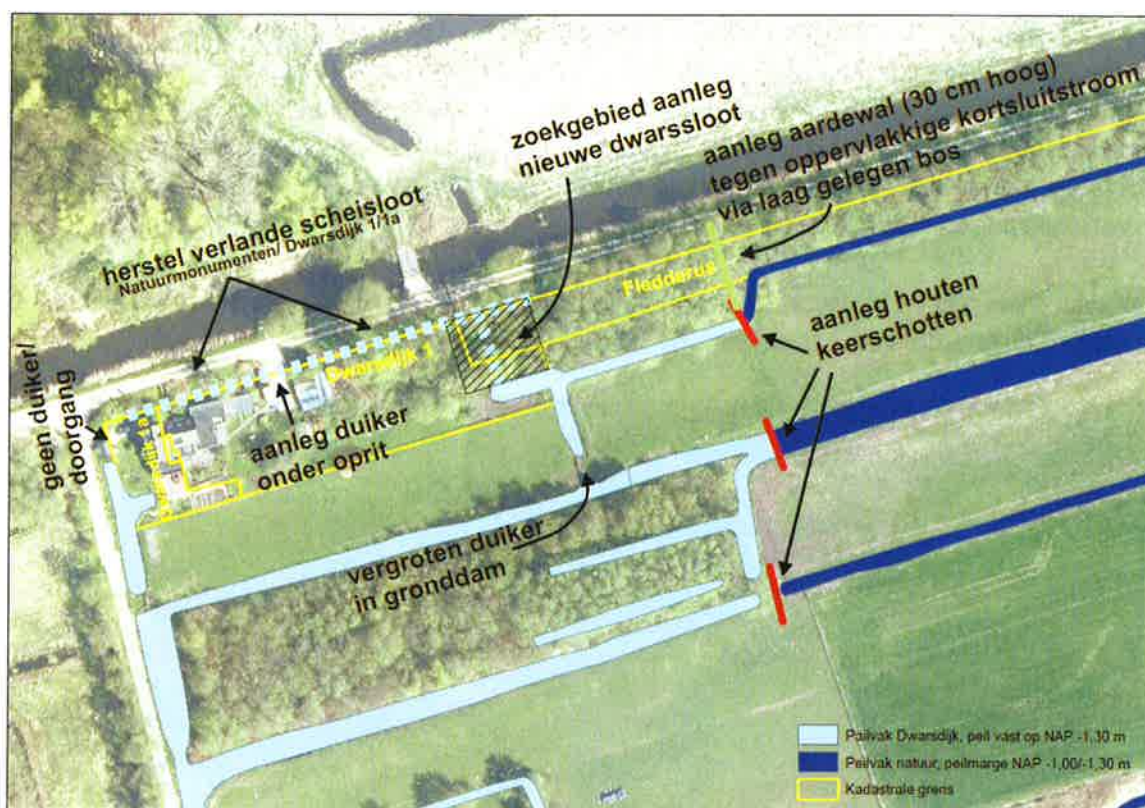 zoekgebied aanleg
nieuwe dwarssloot
aanleg aardewal (30 cm hoog)
tegen oppervlakkige kortsluitstroom
via laag gelegen bos
herstel verlande scheisloot
Natuurmonumenten/ Dwarsdijk 1/1a
Fledderus
aanleg houten
keerschotten
Dwarsdijk 1
geen duiker/
doorgang
Dwarsdijk 1a
aanleg duiker
onder oprit
vergroten duiker
in gronddam
Peilvak Dwarsdijk, peil vast op NAP -1,30 m
Peilvak natuur, peilmarge NAP -1,00/-1,30 m
Kadastrale grens